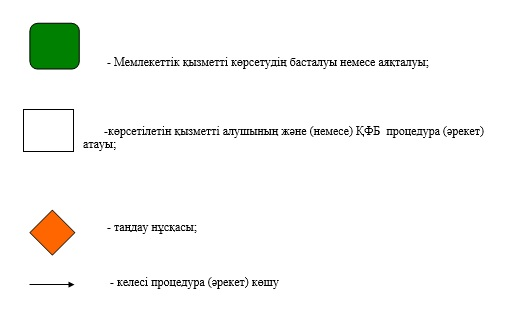 - Мемлекеттік қызметті көрсетудің басталуы немесе аяқталуы;
-көрсетілетін қызметті алушының және (немесе) ҚФБ процедура (әрекет)
атауы;
- таңдау нұсқасы;
- келесі процедура (әрекет) көшу